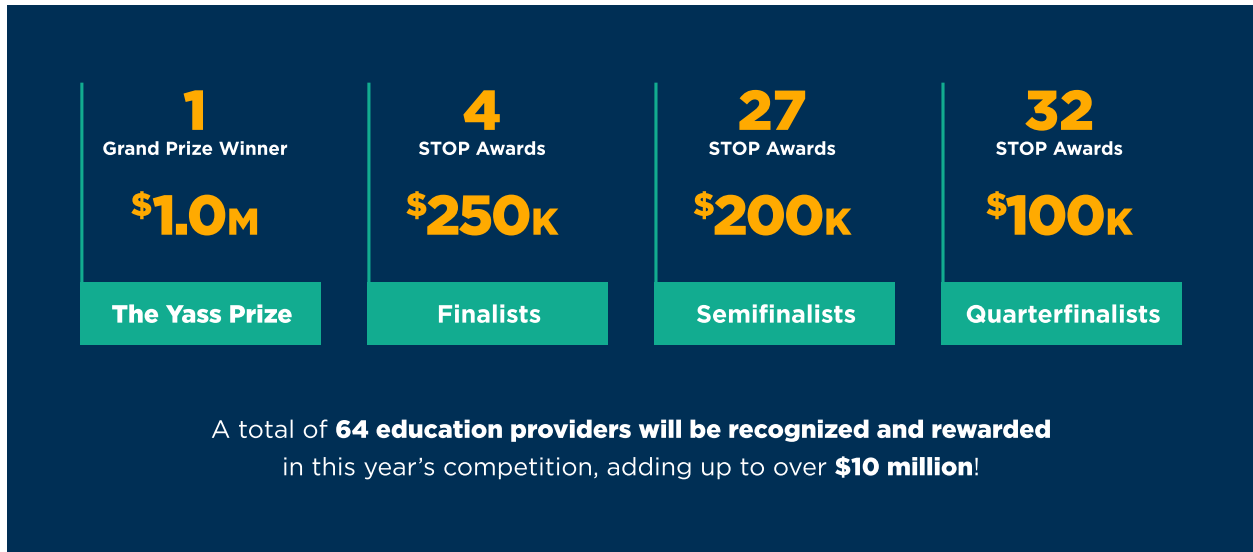 1
Grand Prize Winner
$1.0M
The Yass Prize
4
STOP Awards
$250K
Finalists
27
STOP Awards
$200K
Semifinalists
32
STOP Awards
$100K
Quarterfinalists
A total of 64 education providers will be recognized and rewarded
in this year’s competition, adding up to over $10 million!